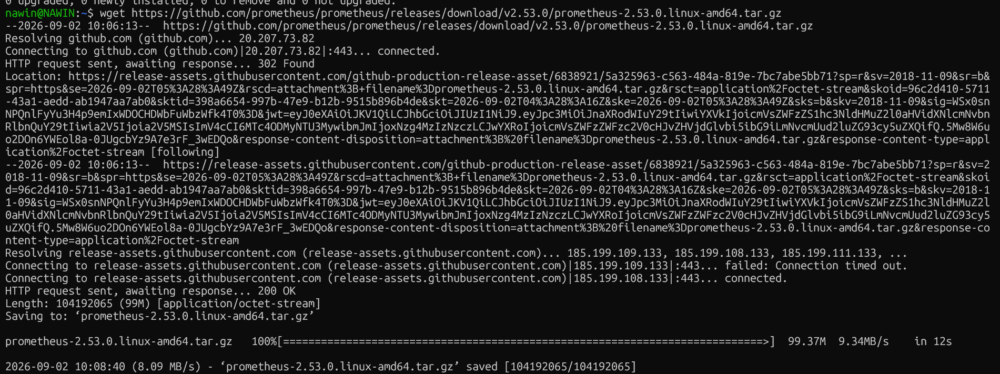 0 upgraded, 0 newly installed, 0 to remove and 0 not upgraded.
nawin@NAWIN:~$ wget https://github.com/prometheus/prometheus/releases/download/v2.53.0/prometheus-2.53.0.linux-amd64.tar.gz
--2026-09-02 10:06:13--  https://github.com/prometheus/prometheus/releases/download/v2.53.0/prometheus-2.53.0.linux-amd64.tar.gz
Resolving github.com (github.com)... 20.207.73.82
Connecting to github.com (github.com)|20.207.73.82|:443... connected.
HTTP request sent, awaiting response... 302 Found
Location: https://release-assets.githubusercontent.com/github-production-release-asset/6838921/5a325963-c563-484a-819e-7bc7abe5bb71?sp=r&sv=2018-11-09&sr=b&
spr=https&se=2026-09-02T05%3A28%3A49Z&rscd=attachment%3B+filename%3Dprometheus-2.53.0.linux-amd64.tar.gz&rsct=application%2Foctet-stream&skoid=96c2d410-5711
-43a1-aedd-ab1947aa7ab0&sktid=398a6654-997b-47e9-b12b-9515b896b4de&skt=2026-09-02T04%3A28%3A16Z&ske=2026-09-02T05%3A28%3A49Z&sks=b&skv=2018-11-09&sig=WSx0sn
NPQnlFyYu3H4p9emIxWDOCHDWbFuWbzWfk4T0%3D&jwt=eyJ0eXAiOiJKV1QiLCJhbGciOiJIUzI1NiJ9.eyJpc3MiOiJnaXRodWIuY29tIiwiYXVkIjoicmVsZWFzZS1hc3NldHMuZ2l0aHVidXNlcmNvbn
RlbnQuY29tIiwia2V5Ijoia2V5MSIsImV4cCI6MTc4ODMyNTU3MywibmJmIjoxNzg4MzIzNzczLCJwYXRoIjoicmVsZWFzZWFzc2V0cHJvZHVjdGlvbi5ibG9iLmNvcmUud2luZG93cy5uZXQifQ.5Mw8W6u
o2DOn6YWEol8a-0JUgcbYz9A7e3rF_3wEDQo&response-content-disposition=attachment%3B%20filename%3Dprometheus-2.53.0.linux-amd64.tar.gz&response-content-type=appl
ication%2Foctet-stream [following]
--2026-09-02 10:06:13--  https://release-assets.githubusercontent.com/github-production-release-asset/6838921/5a325963-c563-484a-819e-7bc7abe5bb71?sp=r&sv=2
018-11-09&sr=b&spr=https&se=2026-09-02T05%3A28%3A49Z&rscd=attachment%3B+filename%3Dprometheus-2.53.0.linux-amd64.tar.gz&rsct=application%2Foctet-stream&skoi
d=96c2d410-5711-43a1-aedd-ab1947aa7ab0&sktid=398a6654-997b-47e9-b12b-9515b896b4de&skt=2026-09-02T04%3A28%3A16Z&ske=2026-09-02T05%3A28%3A49Z&sks=b&skv=2018-1
1-09&sig=WSx0snNPQnlFyYu3H4p9emIxWDOCHDWbFuWbzWfk4T0%3D&jwt=eyJ0eXAiOiJKV1QiLCJhbGciOiJIUzI1NiJ9.eyJpc3MiOiJnaXRodWIuY29tIiwiYXVkIjoicmVsZWFzZS1hc3NldHMuZ2l
0aHVidXNlcmNvbnRlbnQuY29tIiwia2V5Ijoia2V5MSIsImV4cCI6MTc4ODMyNTU3MywibmJmIjoxNzg4MzIzNzczLCJwYXRoIjoicmVsZWFzZWFzc2V0cHJvZHVjdGlvbi5ibG9iLmNvcmUud2luZG93cy5
uZXQifQ.5Mw8W6uo2DOn6YWEol8a-0JUgcbYz9A7e3rF_3wEDQo&response-content-disposition=attachment%3B%20filename%3Dprometheus-2.53.0.linux-amd64.tar.gz&response-co
ntent-type=application%2Foctet-stream
Resolving release-assets.githubusercontent.com (release-assets.githubusercontent.com)... 185.199.109.133, 185.199.108.133, 185.199.111.133, ...
Connecting to release-assets.githubusercontent.com (release-assets.githubusercontent.com)|185.199.109.133|:443... failed: Connection timed out.
Connecting to release-assets.githubusercontent.com (release-assets.githubusercontent.com)|185.199.108.133|:443... connected.
HTTP request sent, awaiting response... 200 OK
Length: 104192065 (99M) [application/octet-stream]
Saving to: ‘prometheus-2.53.0.linux-amd64.tar.gz’
prometheus-2.53.0.linux-amd64.tar.gz   100%[============================================================================>]  99.37M  9.34MB/s    in 12s
2026-09-02 10:08:40 (8.09 MB/s) - ‘prometheus-2.53.0.linux-amd64.tar.gz’ saved [104192065/104192065]